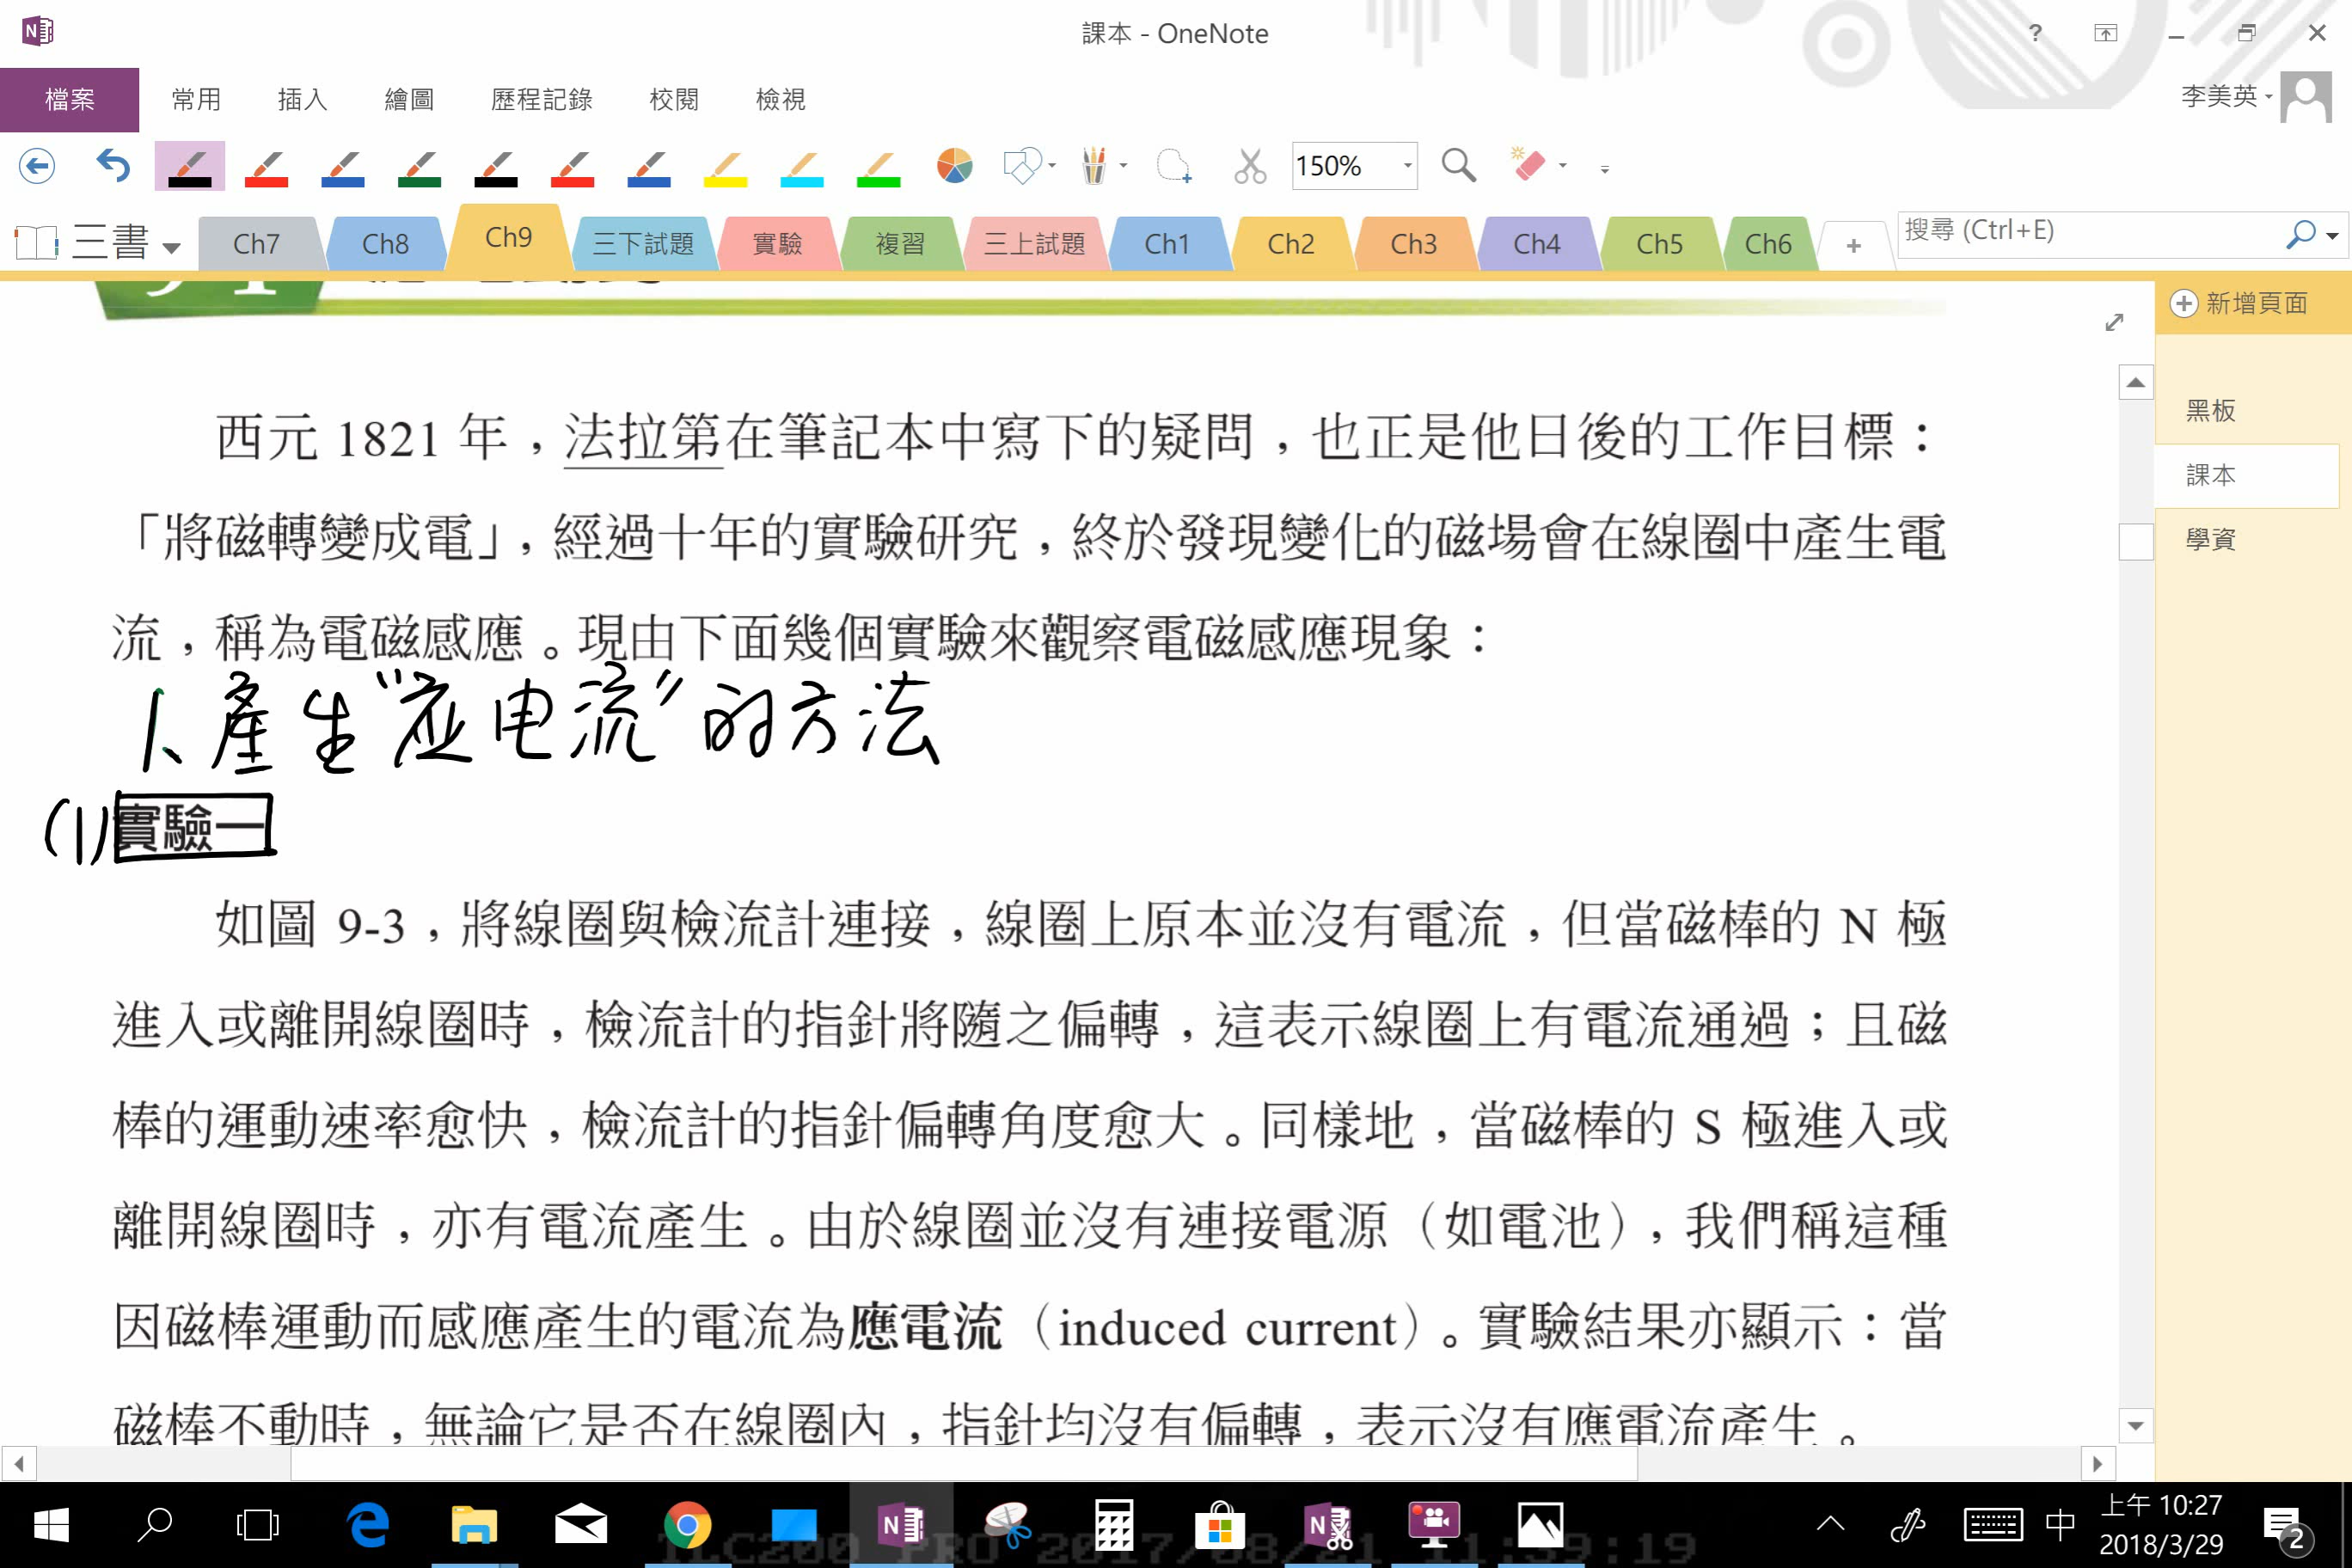 課本 - OneNote
?
檔案 常用 插入 繪圖 歷程記錄 校閱 檢視
李美英
150%
三書 Ch7 Ch8 Ch9 三下試題 實驗 複習 三上試題 Ch1 Ch2 Ch3 Ch4 Ch5 Ch6 +
搜尋 (Ctrl+E)
新增頁面
黑板
課本
學資
西元 1821 年，法拉第在筆記本中寫下的疑問，也正是他日後的工作目標：
「將磁轉變成電」，經過十年的實驗研究，終於發現變化的磁場會在線圈中產生電
流，稱為電磁感應。現由下面幾個實驗來觀察電磁感應現象：
1、產生“应电流”的方法
(1)實驗一
如圖 9-3，將線圈與檢流計連接，線圈上原本並沒有電流，但當磁棒的 N 極
進入或離開線圈時，檢流計的指針將隨之偏轉，這表示線圈上有電流通過；且磁
棒的運動速率愈快，檢流計的指針偏轉角度愈大。同樣地，當磁棒的 S 極進入或
離開線圈時，亦有電流產生。由於線圈並沒有連接電源（如電池），我們稱這種
因磁棒運動而感應產生的電流為應電流（induced current）。實驗結果亦顯示：當
磁棒不動時，無論它是否在線圈內，指針均沒有偏轉，表示沒有應電流產生。
中
上午 10:27
2018/3/29
2
ILC200 PRO 2017/08/21 11:39:19